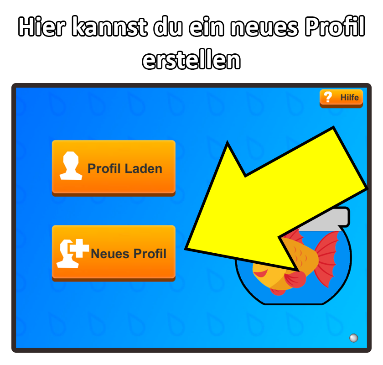 Hier kannst du ein neues Profil
erstellen
? Hilfe
Profil Laden
Neues Profil